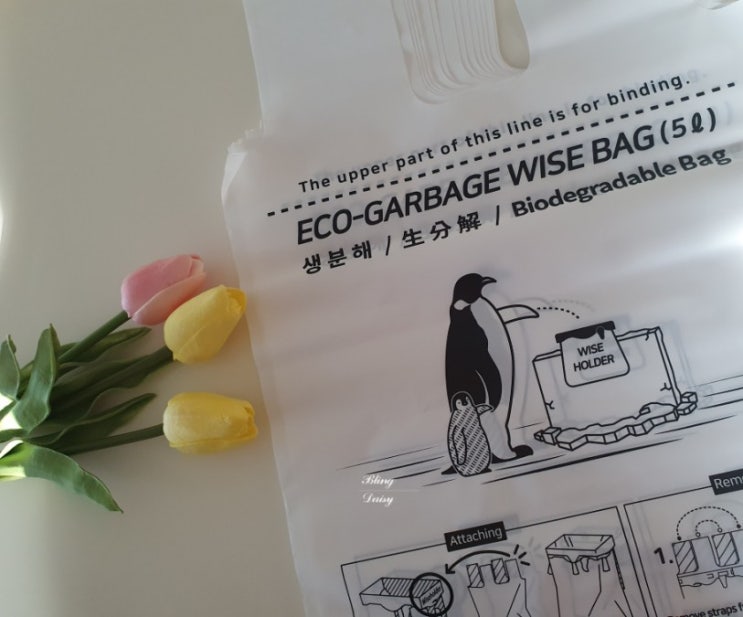 The upper part of this line is for binding.
ECO-GARBAGE WISE BAG (5ℓ)
생분해 / 生分解 / Biodegradable Bag
WISE
HOLDER
Bling
Daisy
Attaching
1.